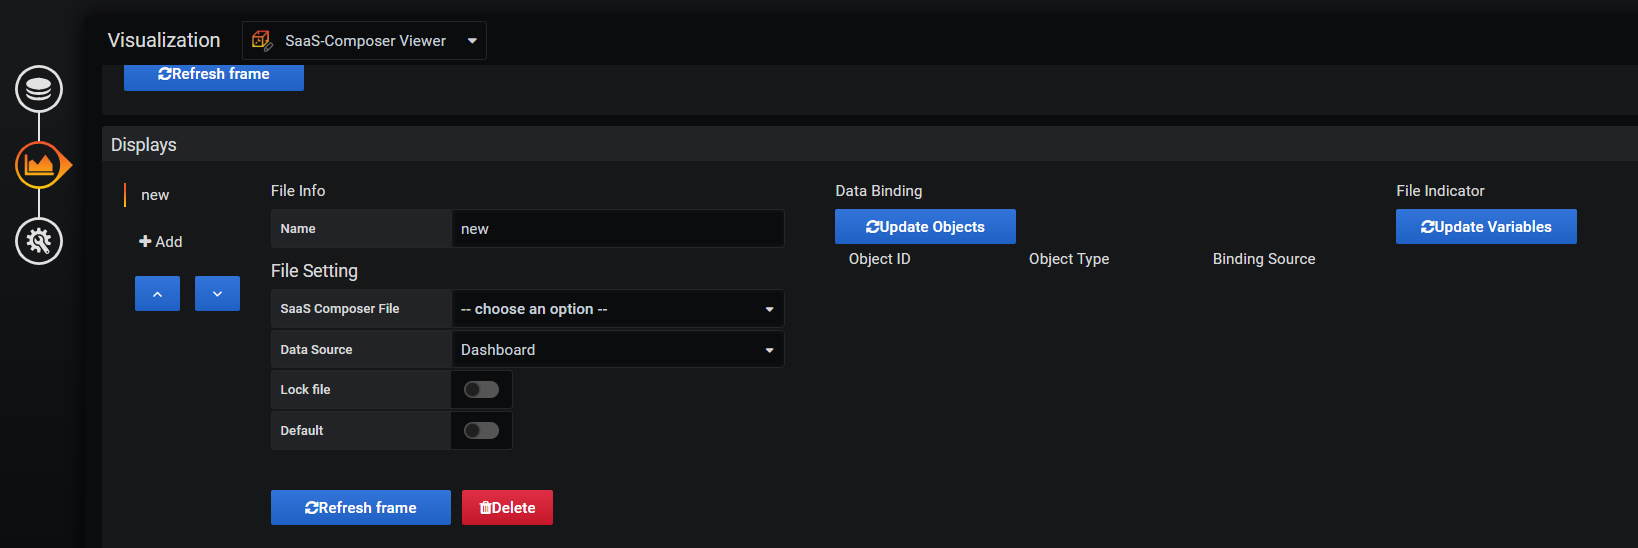 Visualization
SaaS-Composer Viewer
Refresh frame
Displays
new
Add
File Info
Name
new
File Setting
SaaS Composer File
-- choose an option --
Data Source
Dashboard
Lock file
Default
Refresh frame
Delete
Data Binding
Update Objects
Object ID
Object Type
Binding Source
File Indicator
Update Variables